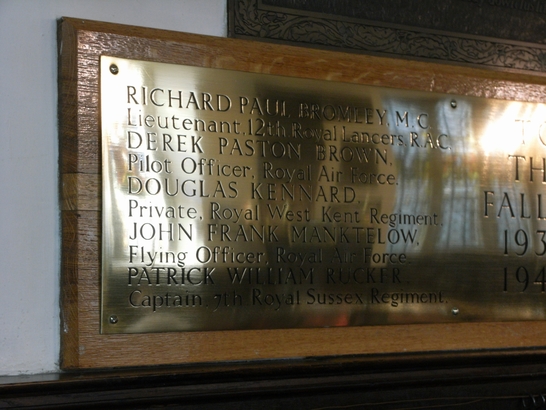 RICHARD PAUL BROMLEY, M.C.
Lieutenant, 12th Royal Lancers R.A.C.
DEREK PASTON BROWN,
Pilot Officer, Royal Air Force.
DOUGLAS KENNARD,
Private, Royal West Kent Regiment,
JOHN FRANK MANKTELOW,
Flying Officer, Royal Air Force.
PATRICK WILLIAM RUCKER,
Captain, 7th Royal Sussex Regiment.
TO
TH
FALL
193
194